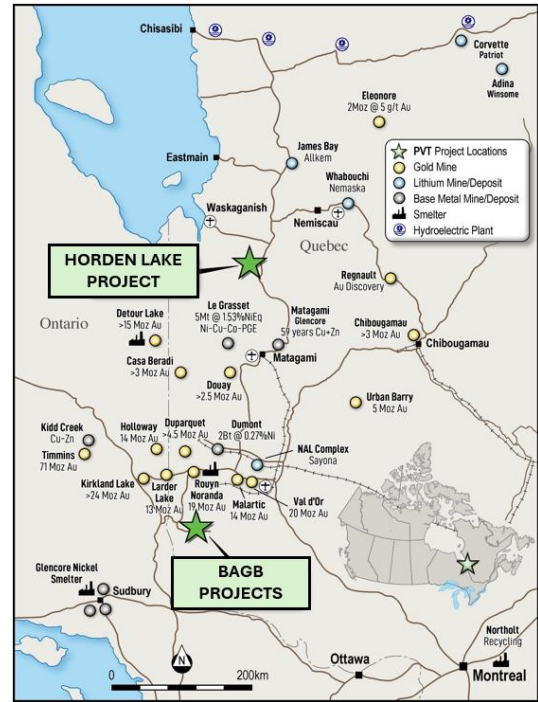 Chisasibi
Corvette
Patriot
Adina
Winsome
Eleonore
2Moz @ 5 g/t Au
PVT Project Locations
Gold Mine
Lithium Mine/Deposit
Base Metal Mine/Deposit
Smelter
Hydroelectric Plant
James Bay
Allkem
Eastmain
Whabouchi
Nemaska
Waskaganish
Nemiscau
Quebec
HORDEN LAKE
PROJECT
Regnault
Au Discovery
Ontario
Detour Lake
>15 Moz Au
Le Grasset
5Mt @ 1.53%NiEq
Ni-Cu-Co-PGE
Matagami
Glencore
59 years Cu+Zn
Chibougamau
>3 Moz Au
Chibougamau
Matagami
Casa Beradi
>3 Moz Au
Douay
>2.5 Moz Au
Urban Barry
5 Moz Au
Kidd Creek
Cu-Zn
Timmins
71 Moz Au
Holloway
14 Moz Au
Duparquet
>4.5 Moz Au
Dumont
2Bt @ 0.27%Ni
NAL Complex
Sayona
Kirkland Lake
>24 Moz Au
Larder
Lake
13 Moz Au
Rouyn
Noranda
19 Moz Au
Malartic
14 Moz Au
Val d'Or
20 Moz Au
BAGB
PROJECTS
Glencore Nickel
Smelter
Sudbury
N
0
200km
Ottawa
Northolt
Recycling
Montreal